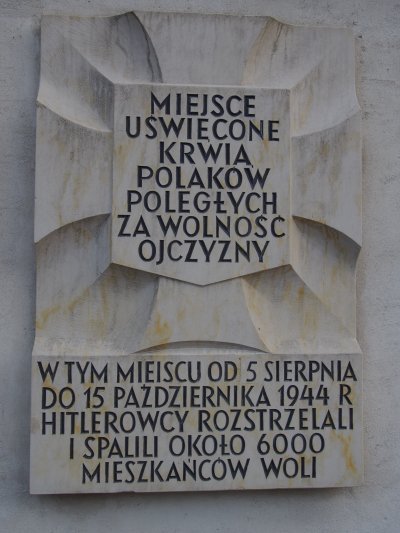 MIEJSCE
UŚWIĘCONE
KRWIĄ
POLAKÓW
POLEGŁYCH
ZA WOLNOŚĆ
OJCZYZNY
W TYM MIEJSCU OD 5 SIERPNIA
DO 15 PAŹDZIERNIKA 1944 R
HITLEROWCY ROZSTRZELALI
I SPALILI OKOŁO 6000
MIESZKAŃCÓW WOLI